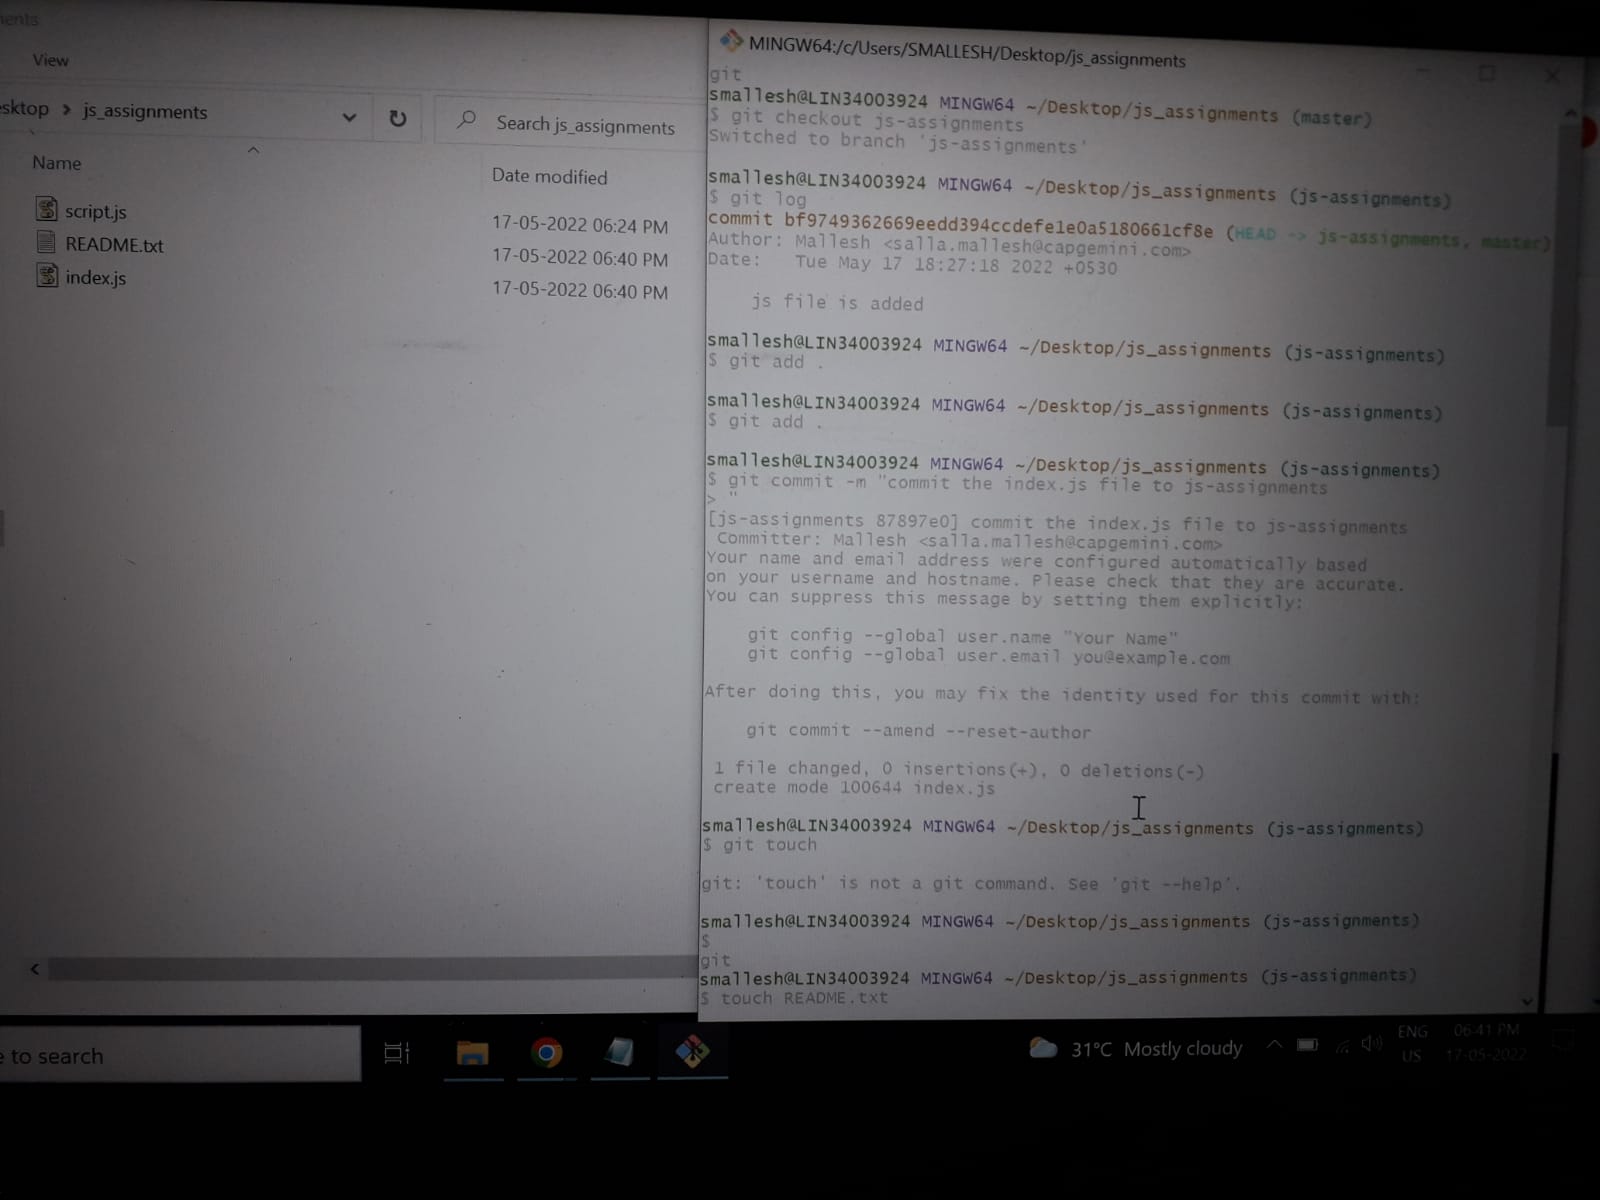 View
js_assignments
Search js_assignments
Name
Date modified
script.js
17-05-2022 06:24 PM
README.txt
17-05-2022 06:40 PM
index.js
17-05-2022 06:40 PM
MINGW64:/c/Users/SMALLESH/Desktop/js_assignments
git
smallesh@LIN34003924 MINGW64 ~/Desktop/js_assignments (master)
$ git checkout js-assignments
Switched to branch 'js-assignments'
smallesh@LIN34003924 MINGW64 ~/Desktop/js_assignments (js-assignments)
$ git log
commit bf9749362669eedd394ccdefe1e0a5180661cf8e (HEAD -> js-assignments, master)
Author: Mallesh <salla.mallesh@capgemini.com>
Date: Tue May 17 18:27:18 2022 +0530
js file is added
smallesh@LIN34003924 MINGW64 ~/Desktop/js_assignments (js-assignments)
$ git add .
smallesh@LIN34003924 MINGW64 ~/Desktop/js_assignments (js-assignments)
$ git add .
smallesh@LIN34003924 MINGW64 ~/Desktop/js_assignments (js-assignments)
$ git commit -m "commit the index.js file to js-assignments
> "
[js-assignments 87897e0] commit the index.js file to js-assignments
Committer: Mallesh <salla.mallesh@capgemini.com>
Your name and email address were configured automatically based
on your username and hostname. Please check that they are accurate.
You can suppress this message by setting them explicitly:
git config --global user.name "Your Name"
git config --global user.email you@example.com
After doing this, you may fix the identity used for this commit with:
git commit --amend --reset-author
1 file changed, 0 insertions(+), 0 deletions(-)
create mode 100644 index.js
smallesh@LIN34003924 MINGW64 ~/Desktop/js_assignments (js-assignments)
$ git touch
git: 'touch' is not a git command. See 'git --help'.
smallesh@LIN34003924 MINGW64 ~/Desktop/js_assignments (js-assignments)
$
git
smallesh@LIN34003924 MINGW64 ~/Desktop/js_assignments (js-assignments)
$ touch README.txt
to search
31°C Mostly cloudy
ENG
US
06:41 PM
17-05-2022